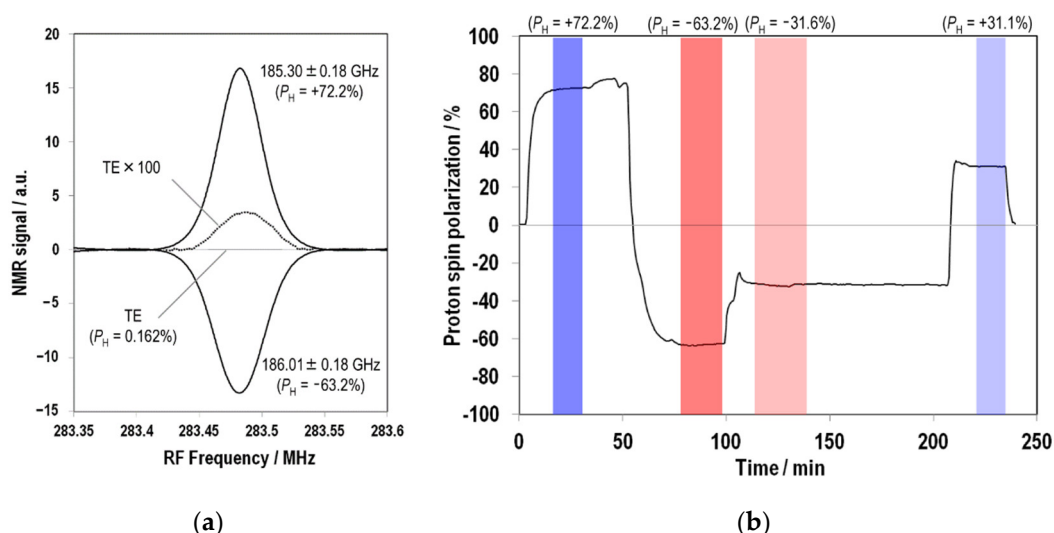 20
15
10
5
0
−5
−10
−15
NMR signal / a.u.
185.30 ± 0.18 GHz
(PH = +72.2%)
TE × 100
TE
(PH = 0.162%)
186.01 ± 0.18 GHz
(PH = −63.2%)
283.35 283.4 283.45 283.5 283.55 283.6
RF Frequency / MHz
(a)
(PH = +72.2%) (PH = −63.2%) (PH = −31.6%) (PH = +31.1%)
100
80
60
40
20
0
-20
-40
-60
-80
-100
Proton spin polarization / %
0 50 100 150 200 250
Time / min
(b)